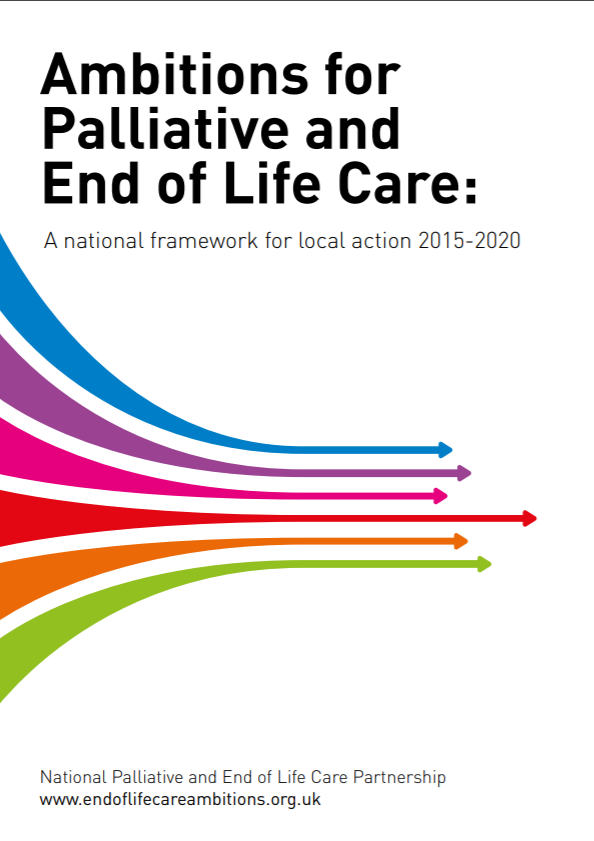 Ambitions for
Palliative and
End of Life Care:
A national framework for local action 2015-2020
National Palliative and End of Life Care Partnership
www.endoflifecareambitions.org.uk